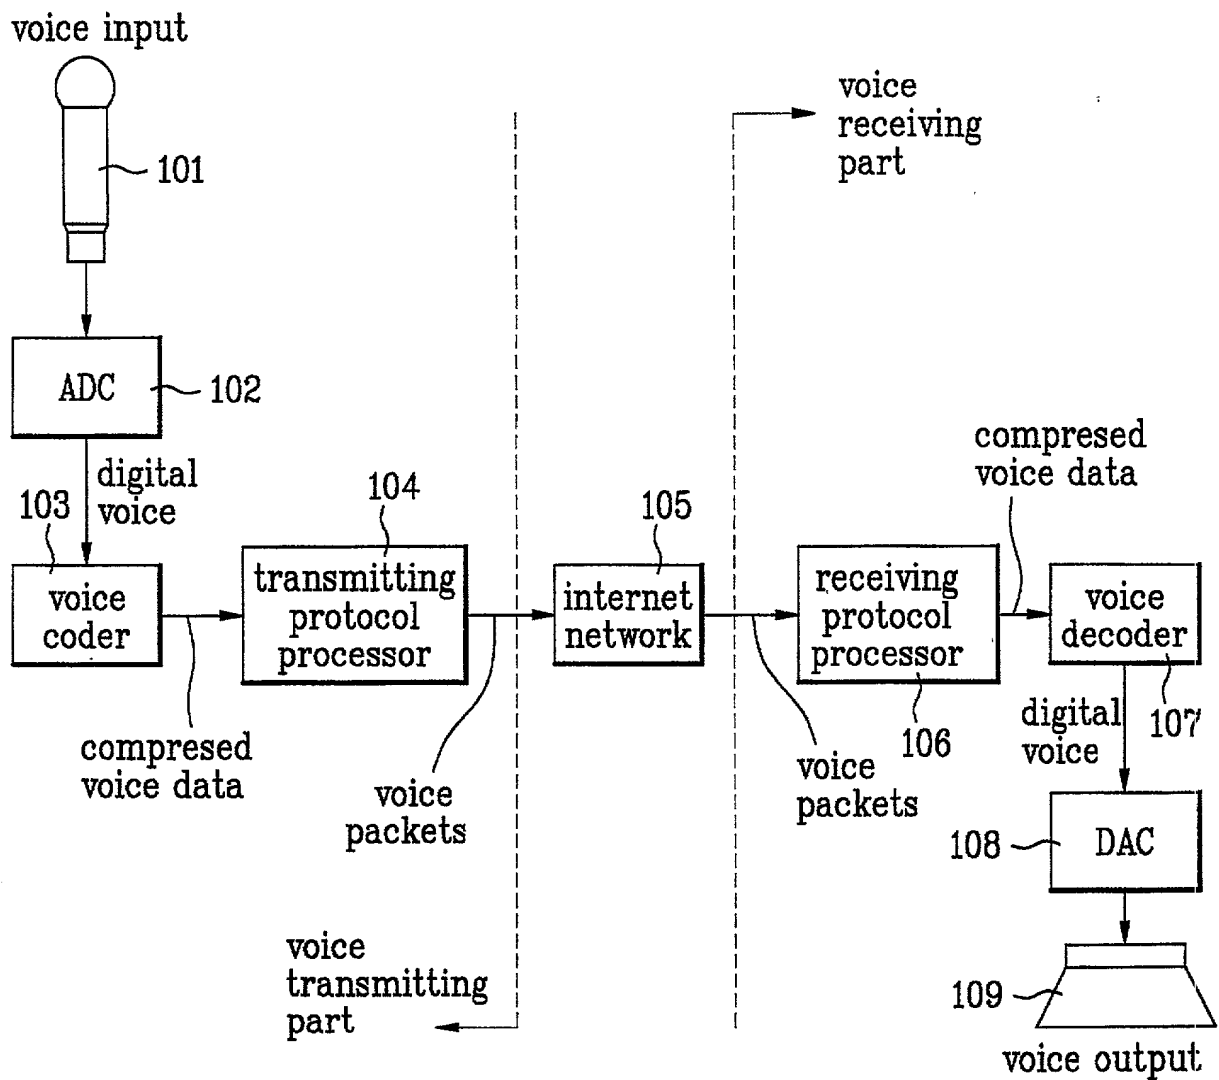 voice input
101
ADC
102
digital
voice
103
voice
coder
compresed
voice data
104
transmitting
protocol
processor
voice
packets
voice
transmitting
part
105
internet
network
voice
receiving
part
voice
packets
receiving
protocol
processor
106
compresed
voice data
voice
decoder
107
digital
voice
108
DAC
109
voice output